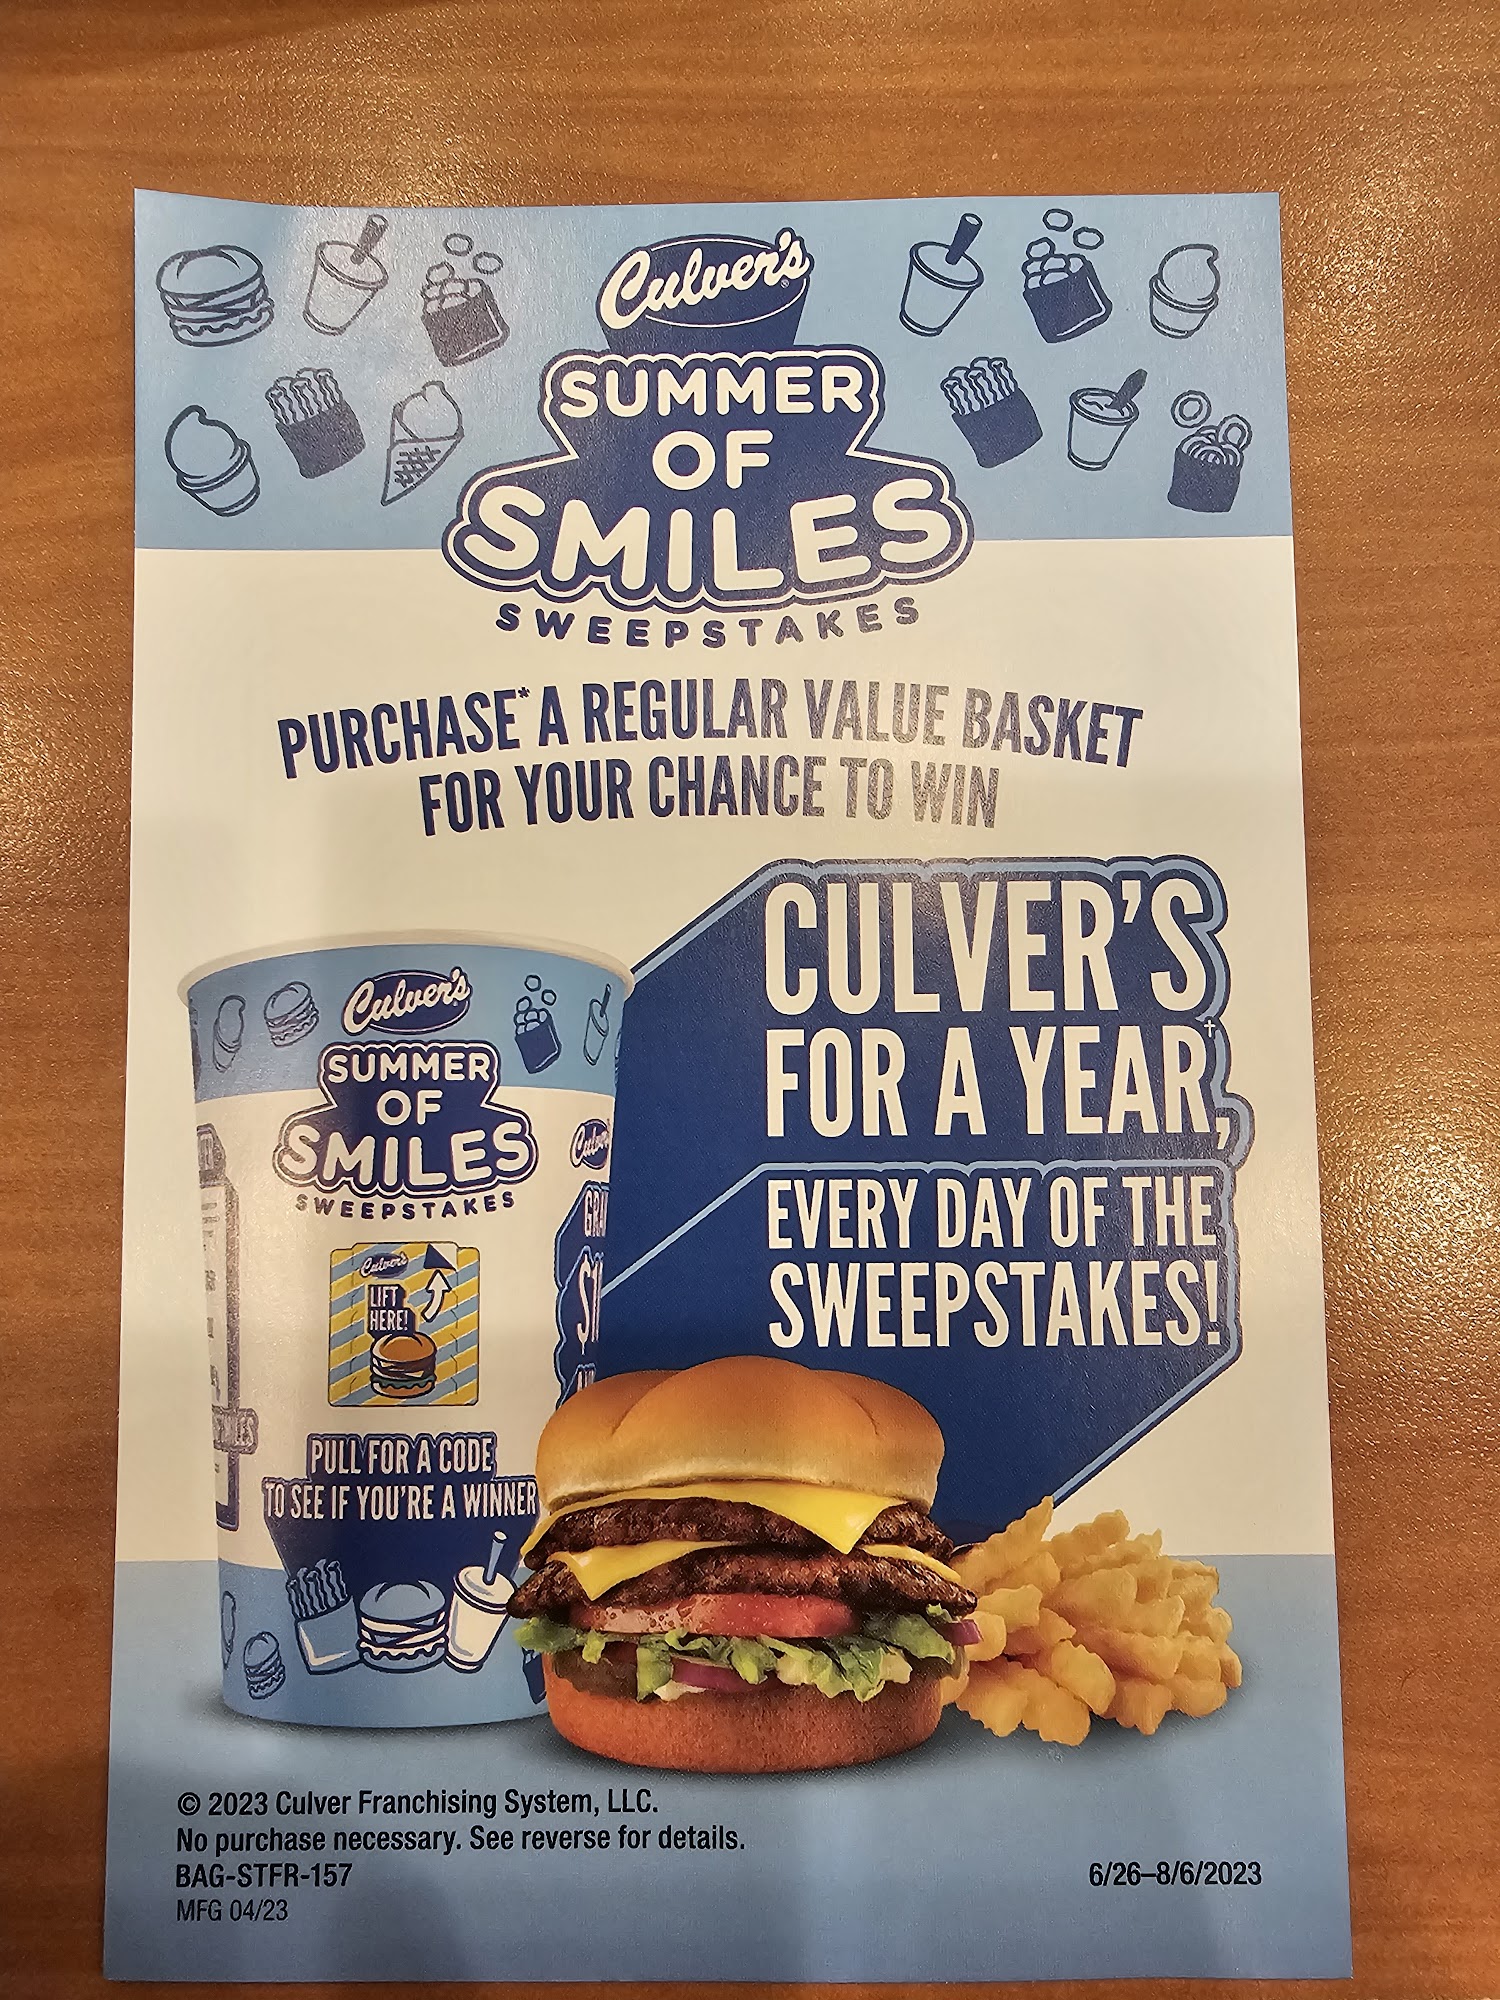 Culver's
SUMMER
OF
SMILES
SWEEPSTAKES
PURCHASE* A REGULAR VALUE BASKET
FOR YOUR CHANCE TO WIN
CULVER'S
FOR A YEAR†,
EVERY DAY OF THE
SWEEPSTAKES!
Culver's
SUMMER
OF
SMILES
SWEEPSTAKES
Culver's
LIFT
HERE!
PULL FOR A CODE
TO SEE IF YOU'RE A WINNER
© 2023 Culver Franchising System, LLC.
No purchase necessary. See reverse for details.
BAG-STFR-157
MFG 04/23
6/26–8/6/2023